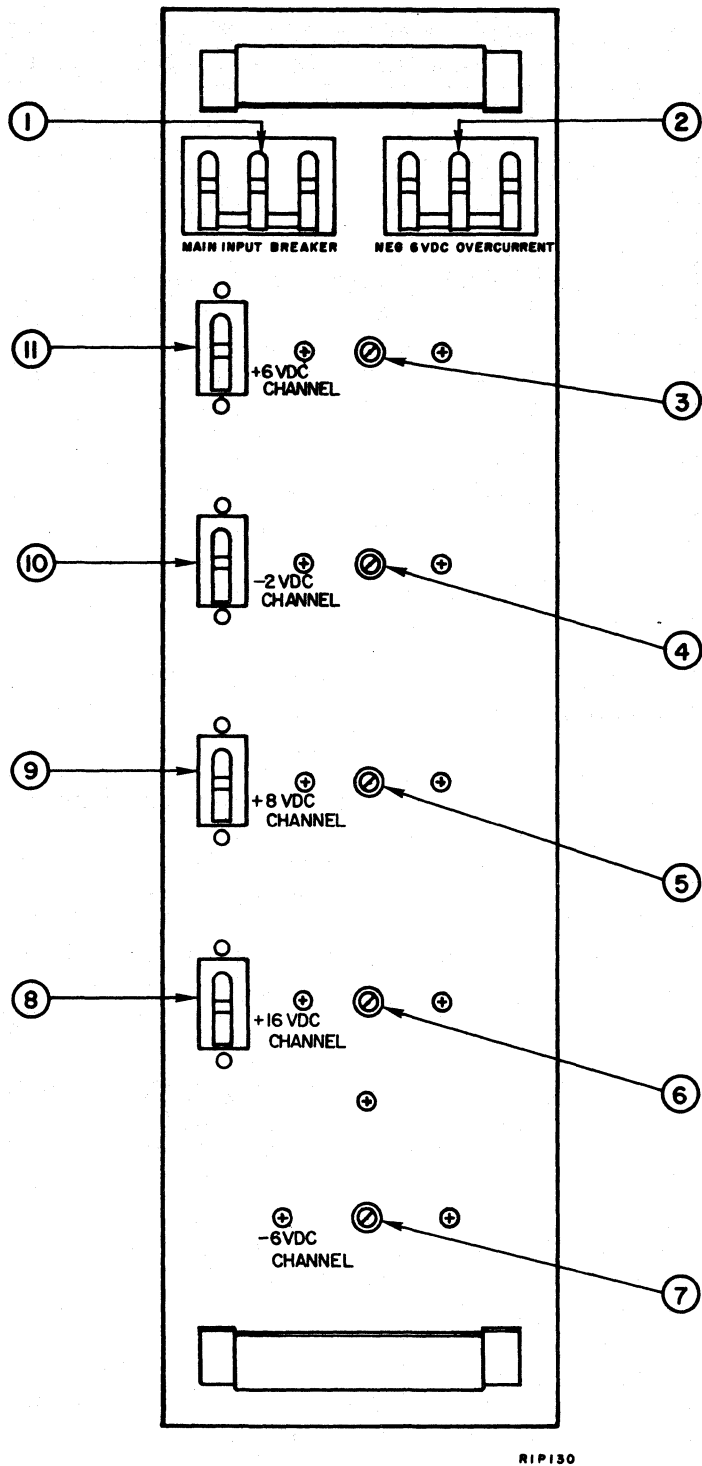 1
2
MAIN INPUT BREAKER
NEG 6VDC OVERCURRENT
11
+6 VDC
CHANNEL
3
10
-2 VDC
CHANNEL
4
9
+8 VDC
CHANNEL
5
8
+16 VDC
CHANNEL
6
-6VDC
CHANNEL
7
RIP130